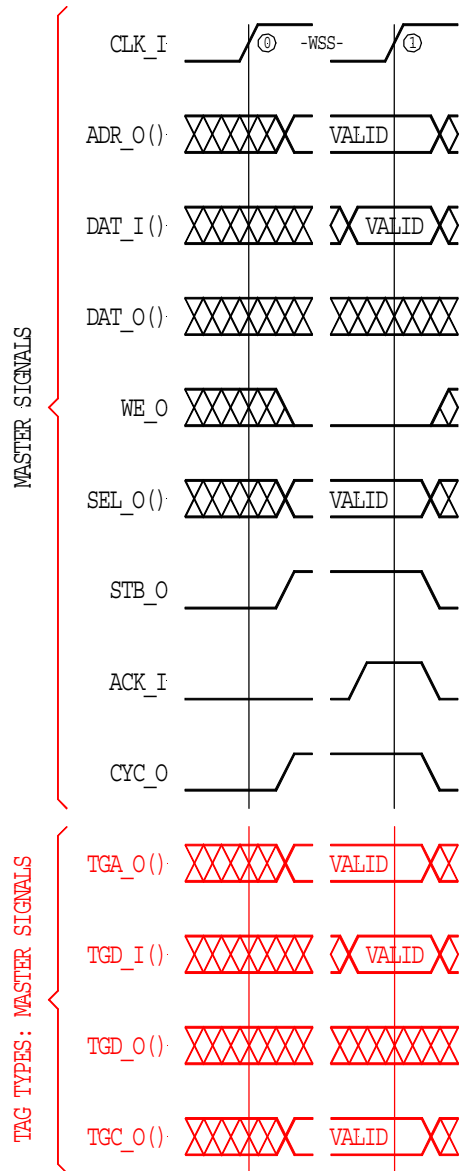 CLK_I
0
-WSS-
1
ADR_O()
VALID
DAT_I()
VALID
DAT_O()
WE_O
SEL_O()
VALID
STB_O
ACK_I
CYC_O
MASTER SIGNALS
TGA_O()
VALID
TGD_I()
VALID
TGD_O()
TGC_O()
VALID
TAG TYPES: MASTER SIGNALS